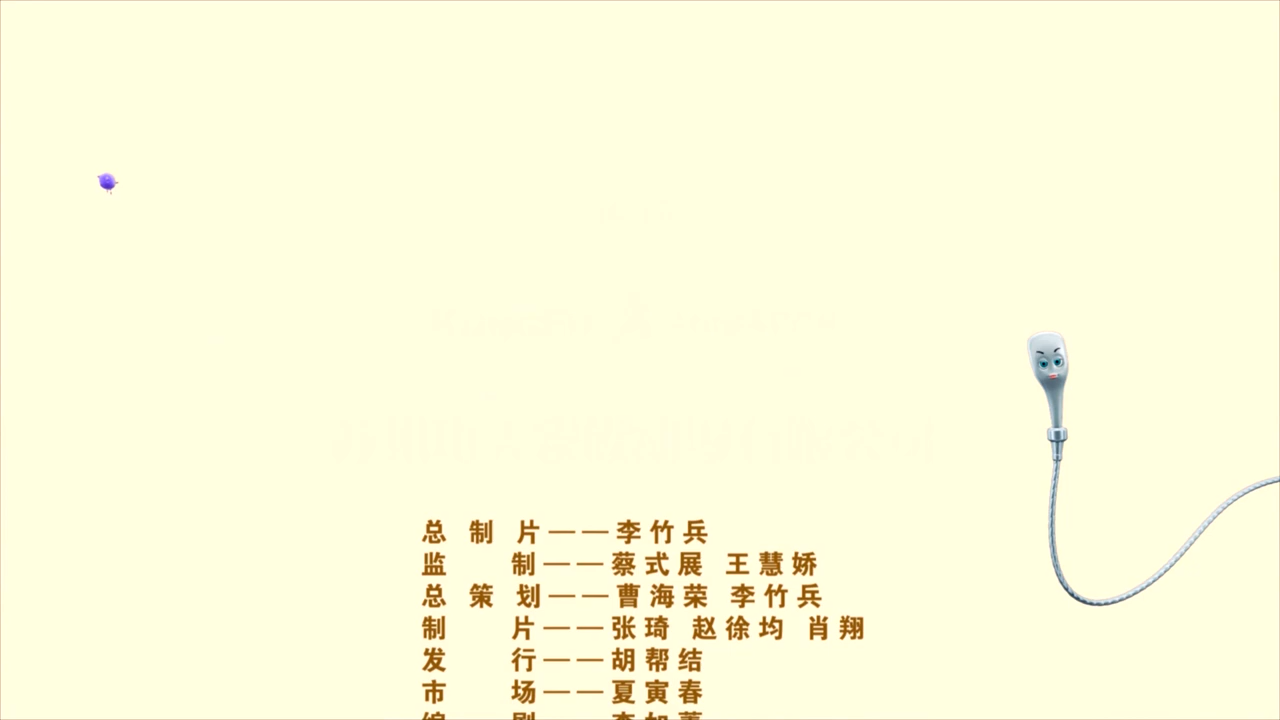 总制片——李竹兵
监制——蔡式展 王慧娇
总策划——曹海荣 李竹兵
制片——张琦 赵徐均 肖翔
发行——胡帮结
市场——夏寅春